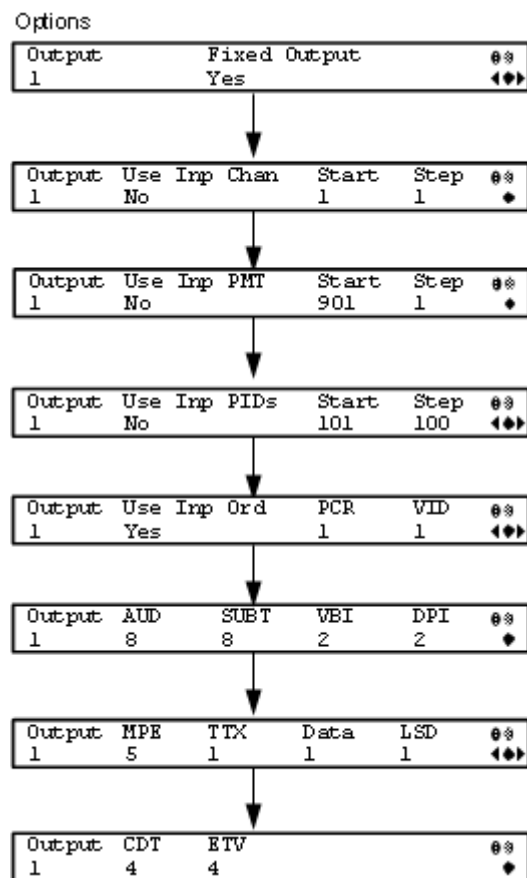 Options
Output Fixed Output
1 Yes
Output Use Inp Chan Start Step
1 No 1 1
Output Use Inp PMT Start Step
1 No 901 1
Output Use Inp PIDs Start Step
1 No 101 100
Output Use Inp Ord PCR VID
1 Yes 1 1
Output AUD SUBT VBI DPI
1 8 8 2 2
Output MPE TTX Data LSD
1 5 1 1 1
Output CDT ETV
1 4 4